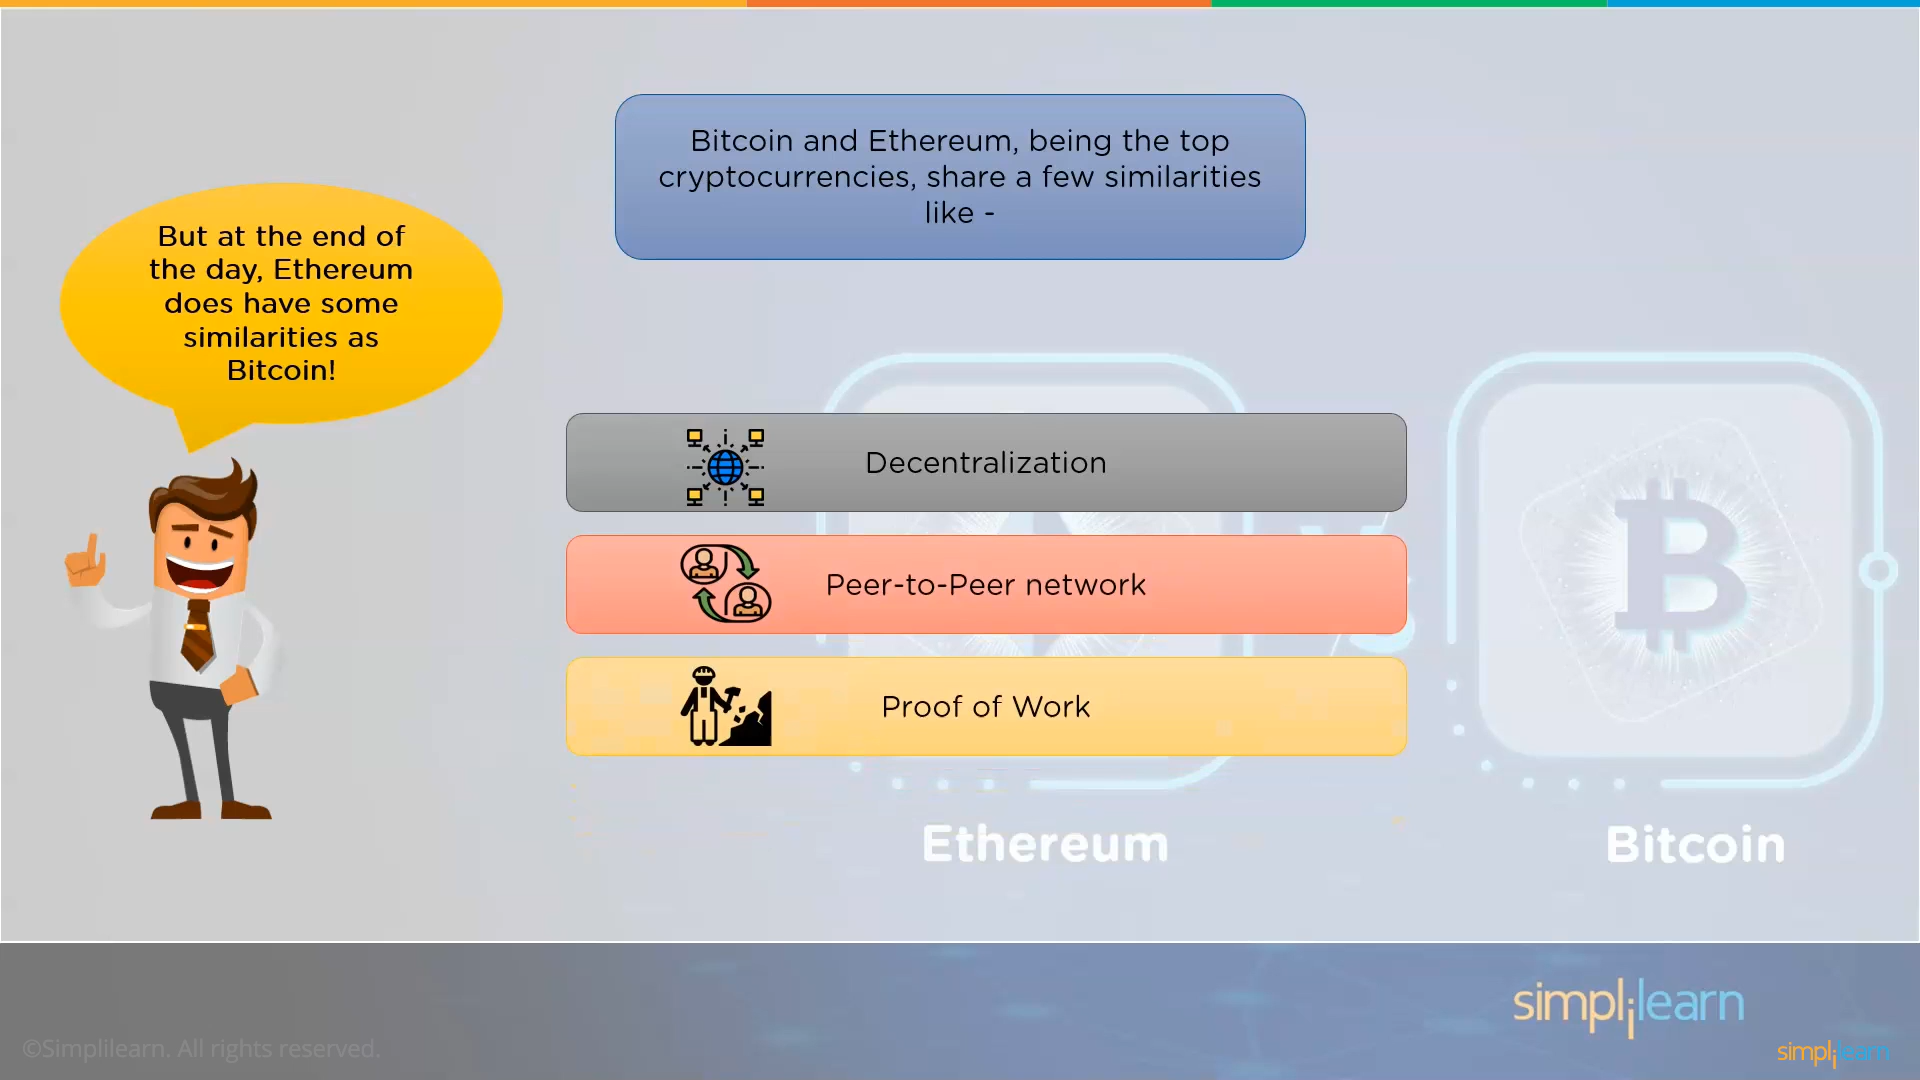 Bitcoin and Ethereum, being the top
cryptocurrencies, share a few similarities
like -
But at the end of
the day, Ethereum
does have some
similarities as
Bitcoin!
Decentralization
Peer-to-Peer network
Proof of Work
Ethereum
Bitcoin
simplilearn
©Simplilearn. All rights reserved.
simplilearn